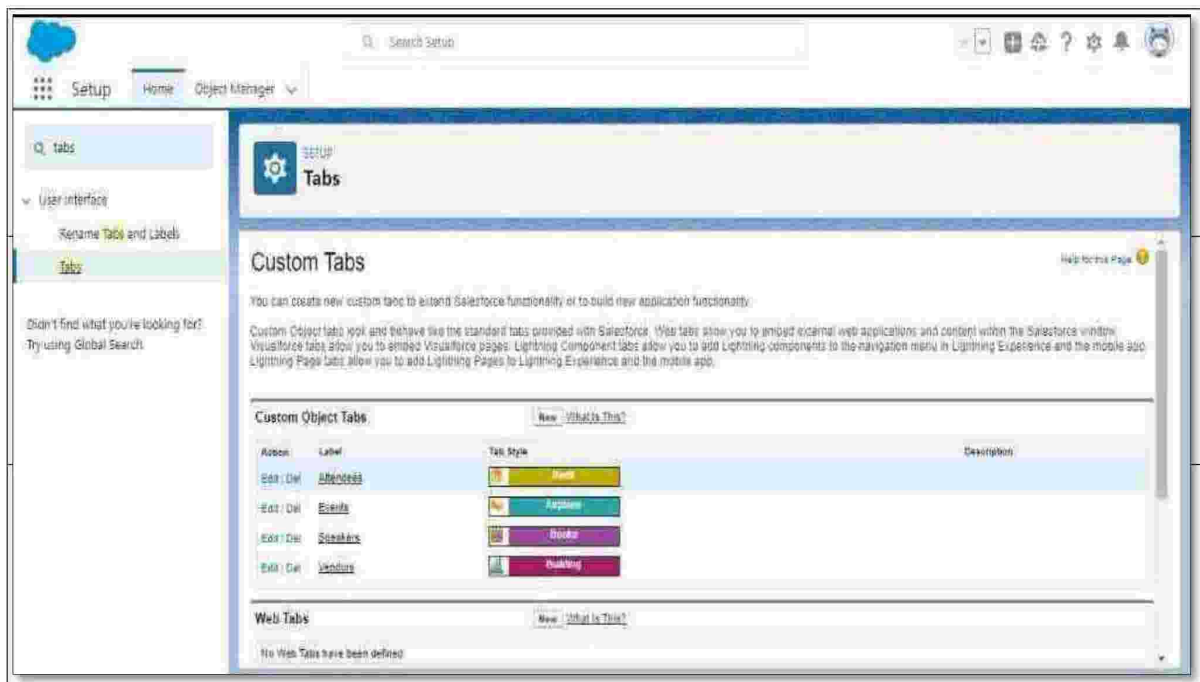 Search Setup
Setup
Home
Object Manager
tabs
User Interface
Rename Tabs and Labels
Tabs
Didn't find what you're looking for?
Try using Global Search.
SETUP
Tabs
Custom Tabs
Help for this Page
You can create new custom tabs to extend Salesforce functionality or to build new application functionality.
Custom Object tabs look and behave like the standard tabs provided with Salesforce. Web tabs allow you to embed external web applications and content within the Salesforce window.
Visualforce tabs allow you to embed Visualforce pages. Lightning Component tabs allow you to add Lightning components to the navigation menu in Lightning Experience and the mobile app.
Lightning Page tabs allow you to add Lightning Pages to Lightning Experience and the mobile app.
Custom Object Tabs
New What Is This?
Action Label Tab Style Description
Edit | Del Attendees
Edit | Del Events Airplane
Edit | Del Speakers Books
Edit | Del Vendors Building
Web Tabs
New What Is This?
No Web Tabs have been defined